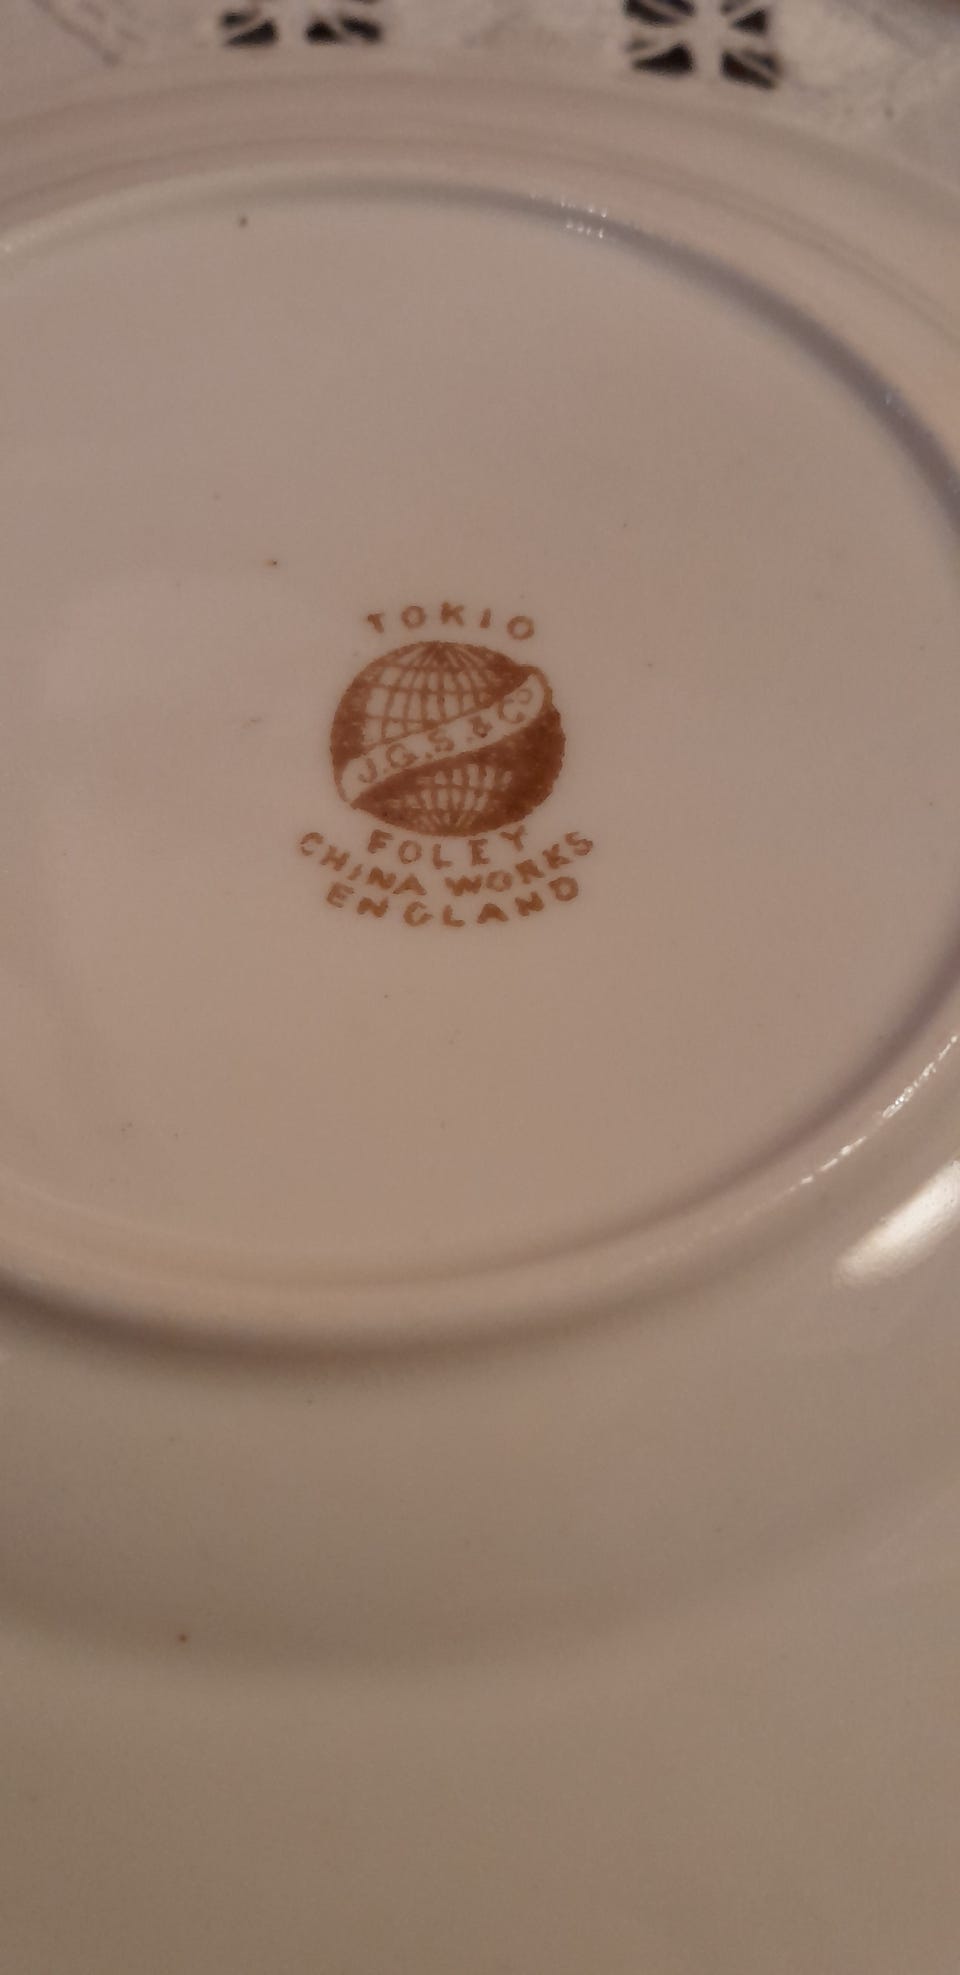 TOKIO
J.G.S. & Co
FOLEY
CHINA WORKS
ENGLAND